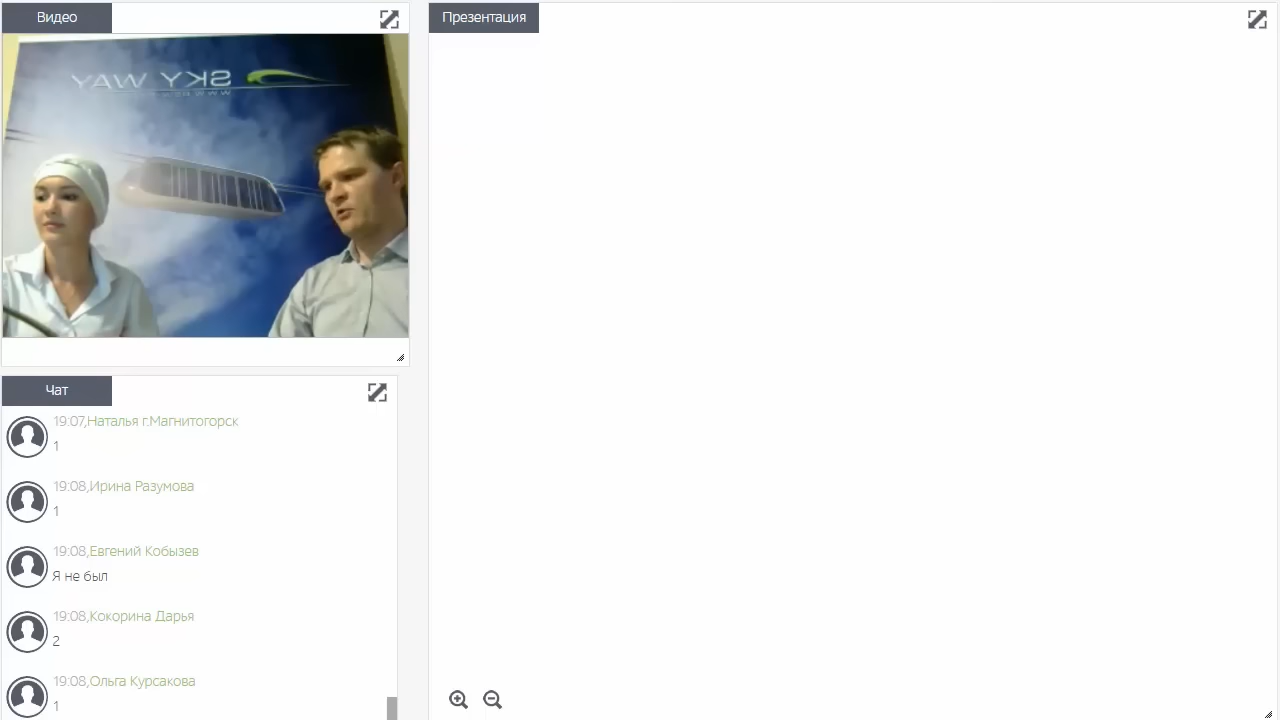 Видео
SKY WAY
Чат
19:07,Наталья г.Магнитогорск
1
19:08,Ирина Разумова
1
19:08,Евгений Кобызев
Я не был
19:08,Кокорина Дарья
2
19:08,Ольга Курсакова
1
Презентация